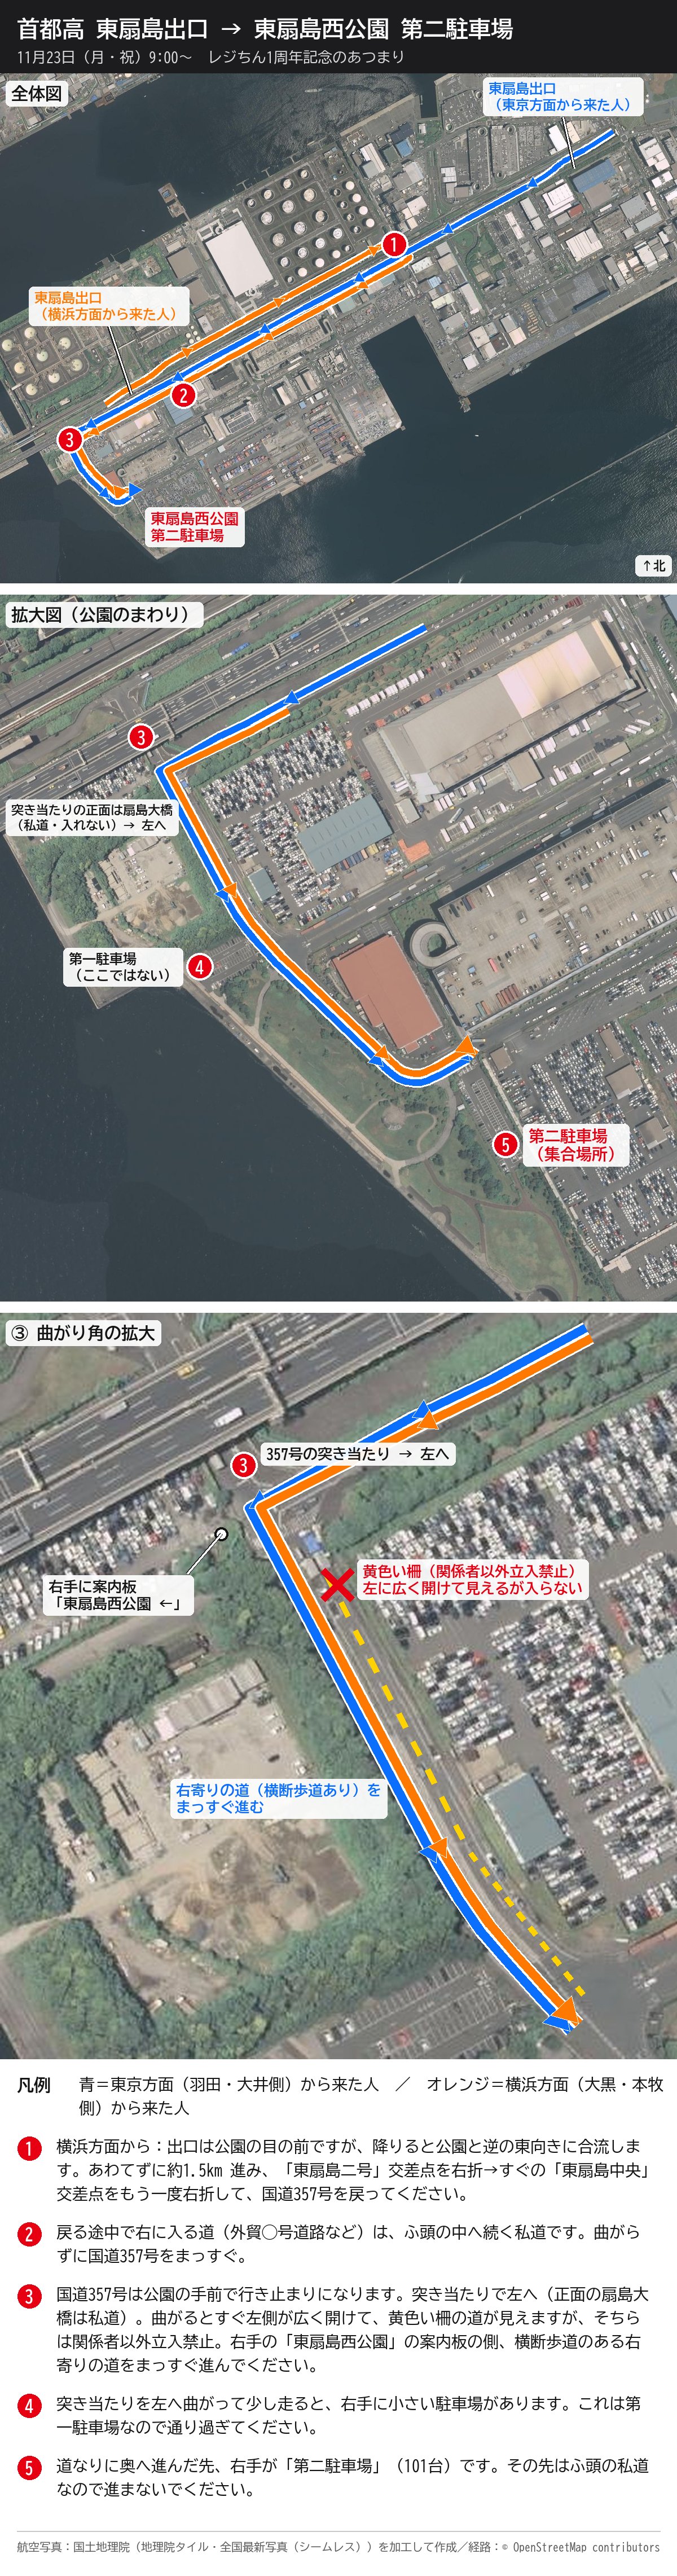 首都高 東扇島出口 → 東扇島西公園 第二駐車場
11月23日（月・祝）9:00〜　レジちん1周年記念のあつまり
全体図
東扇島出口
（東京方面から来た人）
1
東扇島出口
（横浜方面から来た人）
2
3
東扇島西公園
第二駐車場
↑北
拡大図（公園のまわり）
3
突き当たりの正面は扇島大橋
（私道・入れない）→ 左へ
第一駐車場
（ここではない）
4
第二駐車場
（集合場所）
5
③ 曲がり角の拡大
3
357号の突き当たり → 左へ
右手に案内板
「東扇島西公園 ←」
黄色い柵（関係者以外立入禁止）
左に広く開けて見えるが入らない
右寄りの道（横断歩道あり）を
まっすぐ進む
凡例　青＝東京方面（羽田・大井側）から来た人　／　オレンジ＝横浜方面（大黒・本牧
側）から来た人
1 横浜方面から：出口は公園の目の前ですが、降りると公園と逆の東向きに合流しま
す。あわてずに約1.5km 進み、「東扇島二号」交差点を右折→すぐの「東扇島中央」
交差点をもう一度右折して、国道357号を戻ってください。
2 戻る途中で右に入る道（外貿◯号道路など）は、ふ頭の中へ続く私道です。曲がら
ずに国道357号をまっすぐ。
3 国道357号は公園の手前で行き止まりになります。突き当たりで左へ（正面の扇島大
橋は私道）。曲がるとすぐ左側が広く開けて、黄色い柵の道が見えますが、そちら
は関係者以外立入禁止。右手の「東扇島西公園」の案内板の側、横断歩道のある右
寄りの道をまっすぐ進んでください。
4 突き当たりを左へ曲がって少し走ると、右手に小さい駐車場があります。これは第
一駐車場なので通り過ぎてください。
5 道なりに奥へ進んだ先、右手が「第二駐車場」（101台）です。その先はふ頭の私道
なので進まないでください。
航空写真：国土地理院（地理院タイル・全国最新写真（シームレス））を加工して作成／経路：© OpenStreetMap contributors